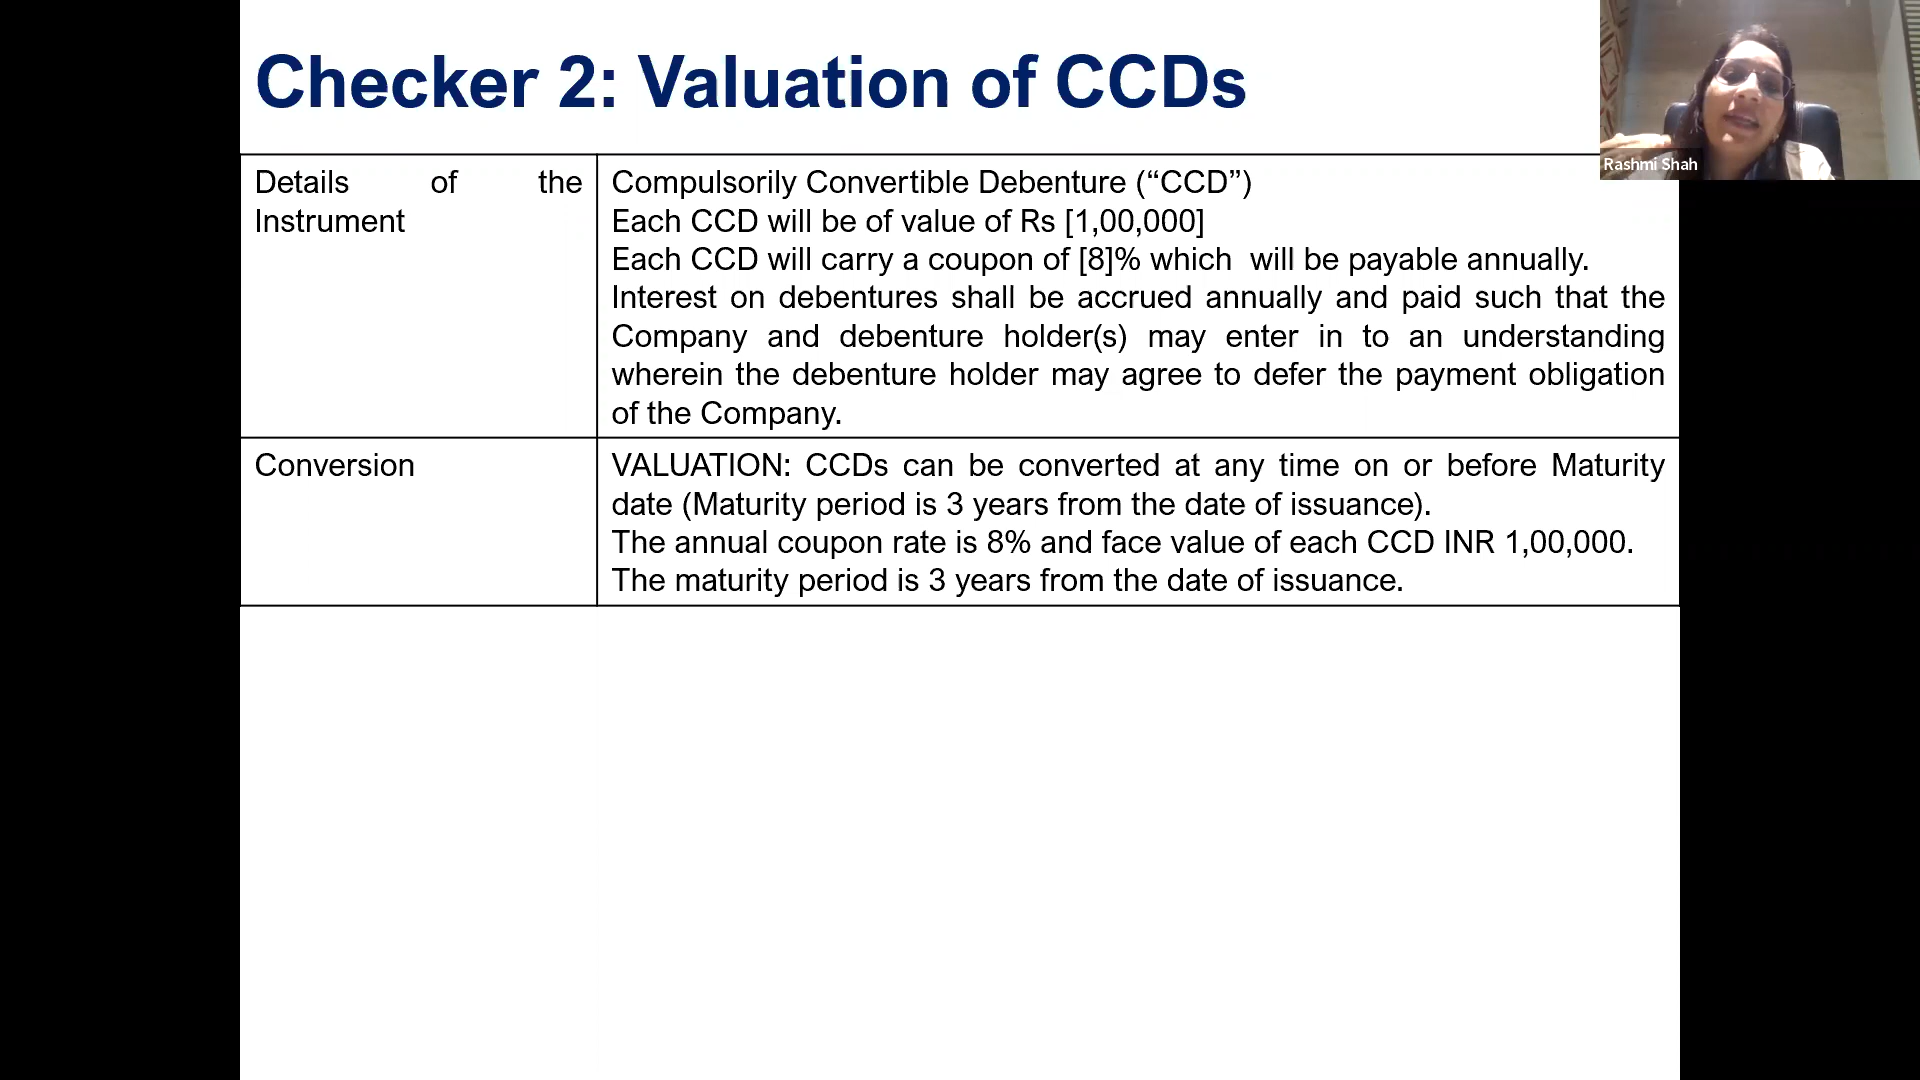 Checker 2: Valuation of CCDs
Rashmi Shah
Details of the
Instrument
Compulsorily Convertible Debenture (“CCD”)
Each CCD will be of value of Rs [1,00,000]
Each CCD will carry a coupon of [8]% which will be payable annually.
Interest on debentures shall be accrued annually and paid such that the
Company and debenture holder(s) may enter in to an understanding
wherein the debenture holder may agree to defer the payment obligation
of the Company.
Conversion
VALUATION: CCDs can be converted at any time on or before Maturity
date (Maturity period is 3 years from the date of issuance).
The annual coupon rate is 8% and face value of each CCD INR 1,00,000.
The maturity period is 3 years from the date of issuance.